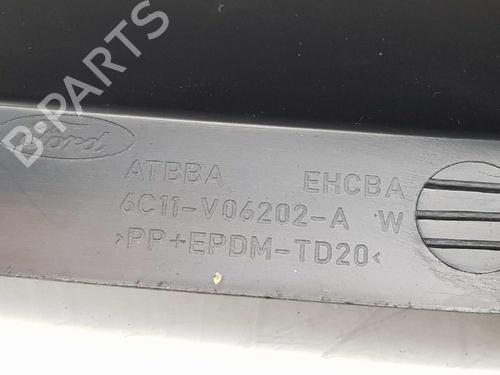 B-PARTS
Ford
ATBBA EHCBA
6C11-V06202-A W
>PP+EPDM-TD20<